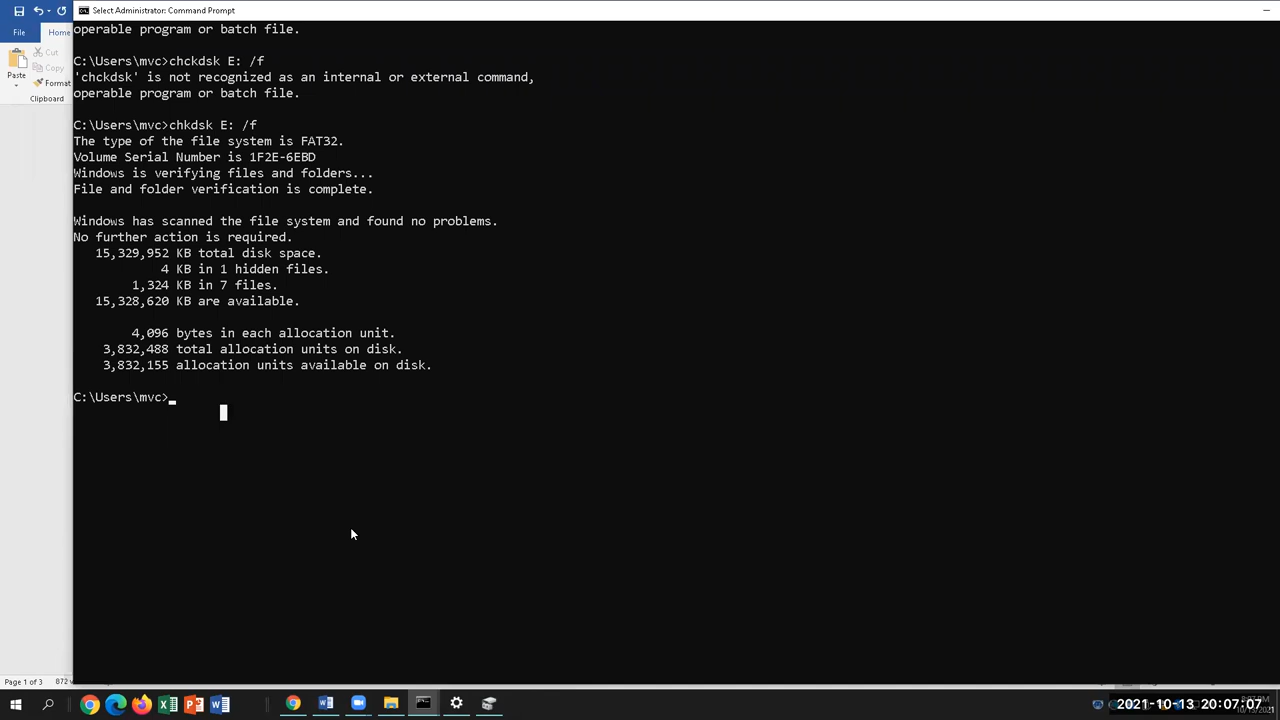 Select Administrator: Command Prompt
File Home
Cut
Copy
Paste
Format
Clipboard
operable program or batch file.
C:\Users\mvc>chckdsk E: /f
'chckdsk' is not recognized as an internal or external command,
operable program or batch file.
C:\Users\mvc>chkdsk E: /f
The type of the file system is FAT32.
Volume Serial Number is 1F2E-6EBD
Windows is verifying files and folders...
File and folder verification is complete.
Windows has scanned the file system and found no problems.
No further action is required.
15,329,952 KB total disk space.
4 KB in 1 hidden files.
1,324 KB in 7 files.
15,328,620 KB are available.
4,096 bytes in each allocation unit.
3,832,488 total allocation units on disk.
3,832,155 allocation units available on disk.
C:\Users\mvc>
Page 1 of 3 872
2021-10-13 20:07:07